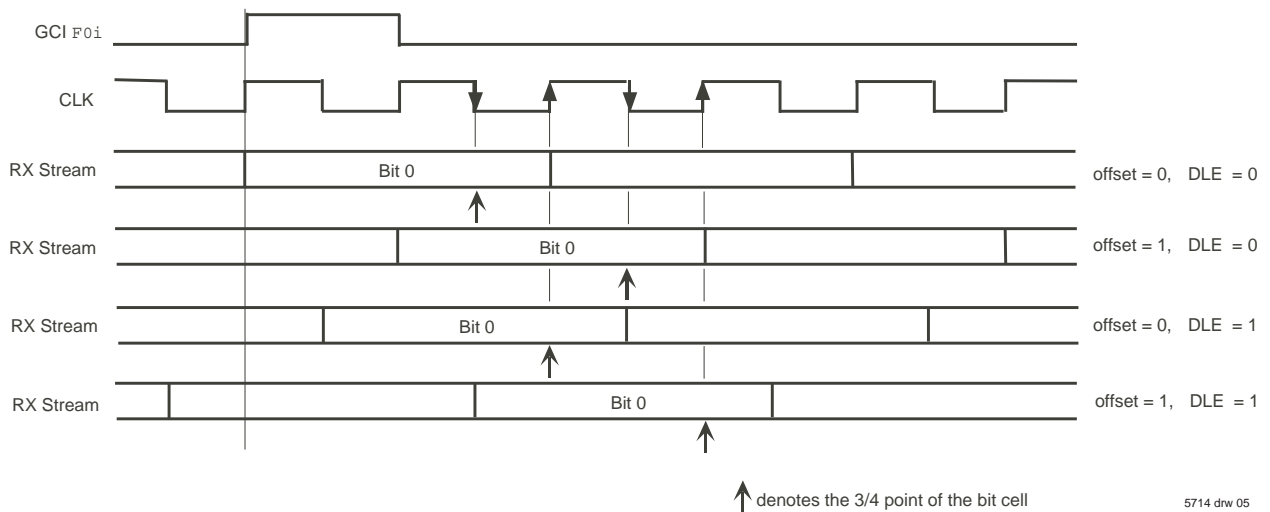 GCI F0i
CLK
RX Stream Bit 0 offset = 0, DLE = 0
RX Stream Bit 0 offset = 1, DLE = 0
RX Stream Bit 0 offset = 0, DLE = 1
RX Stream Bit 0 offset = 1, DLE = 1
denotes the 3/4 point of the bit cell
5714 drw 05